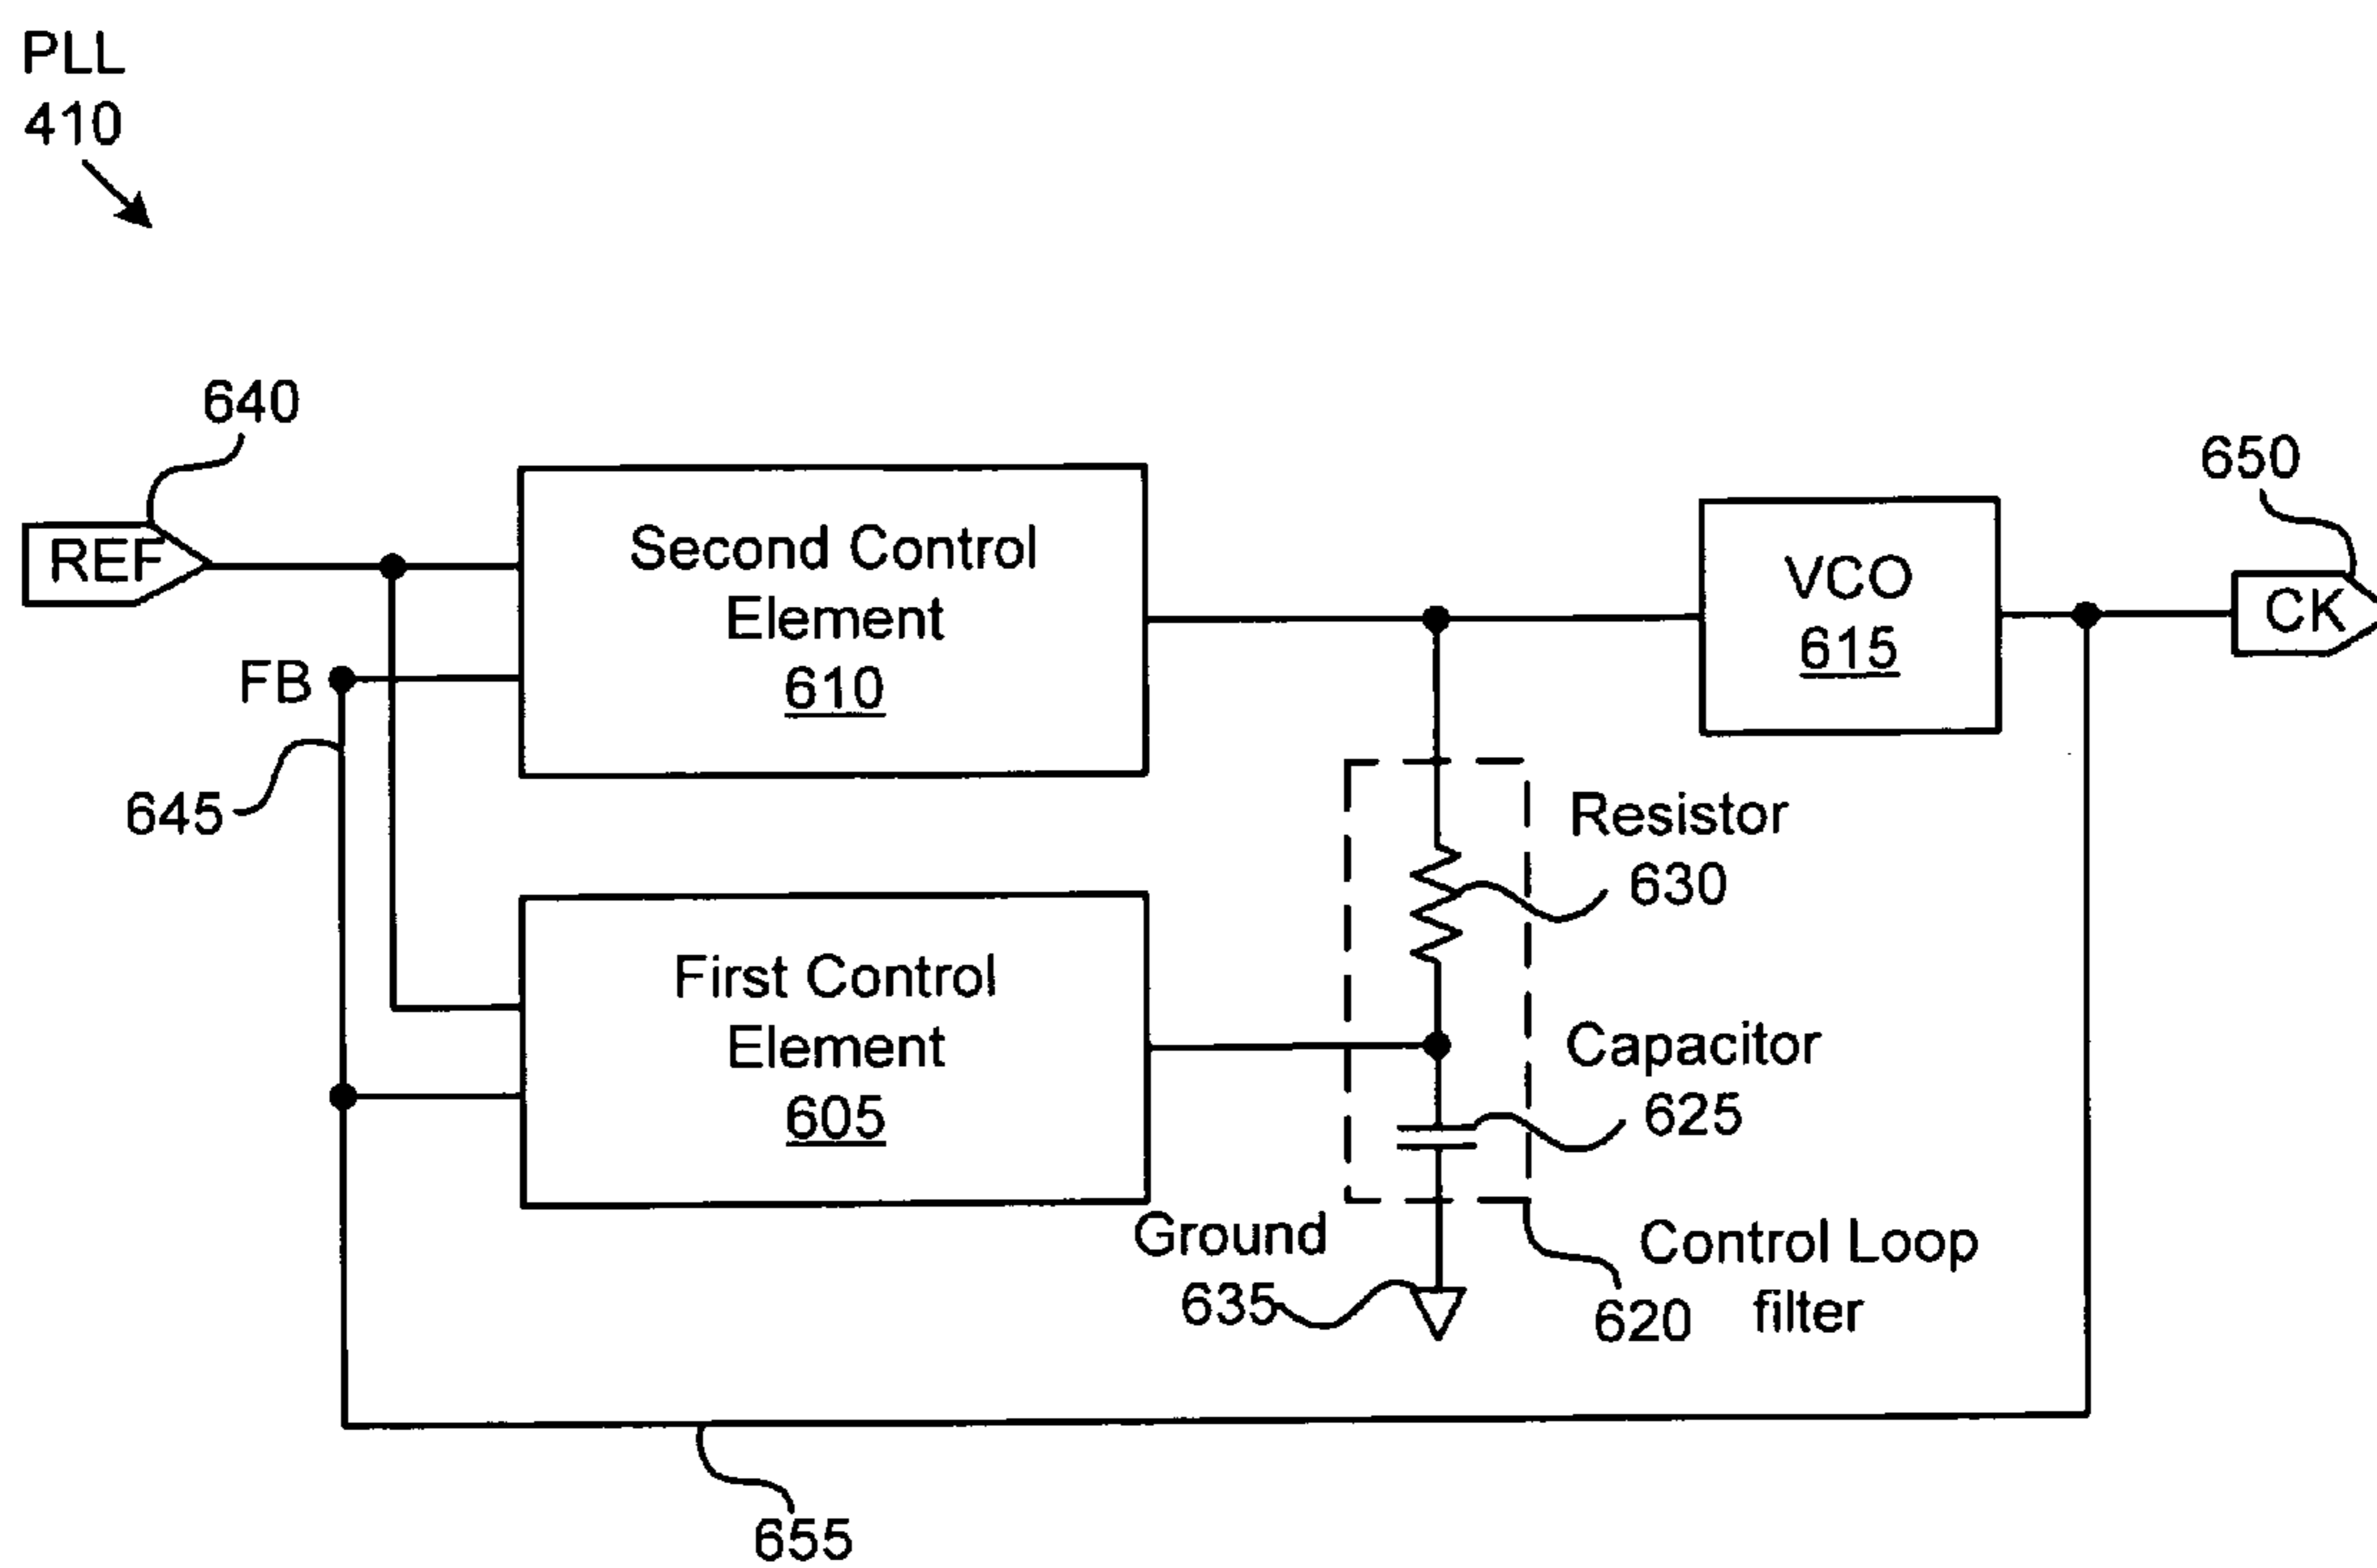 PLL
410
640
REF
Second Control
Element
610
VCO
615
650
CK
FB
645
Resistor
630
First Control
Element
605
Capacitor
625
Ground
635
Control Loop
filter
620
655